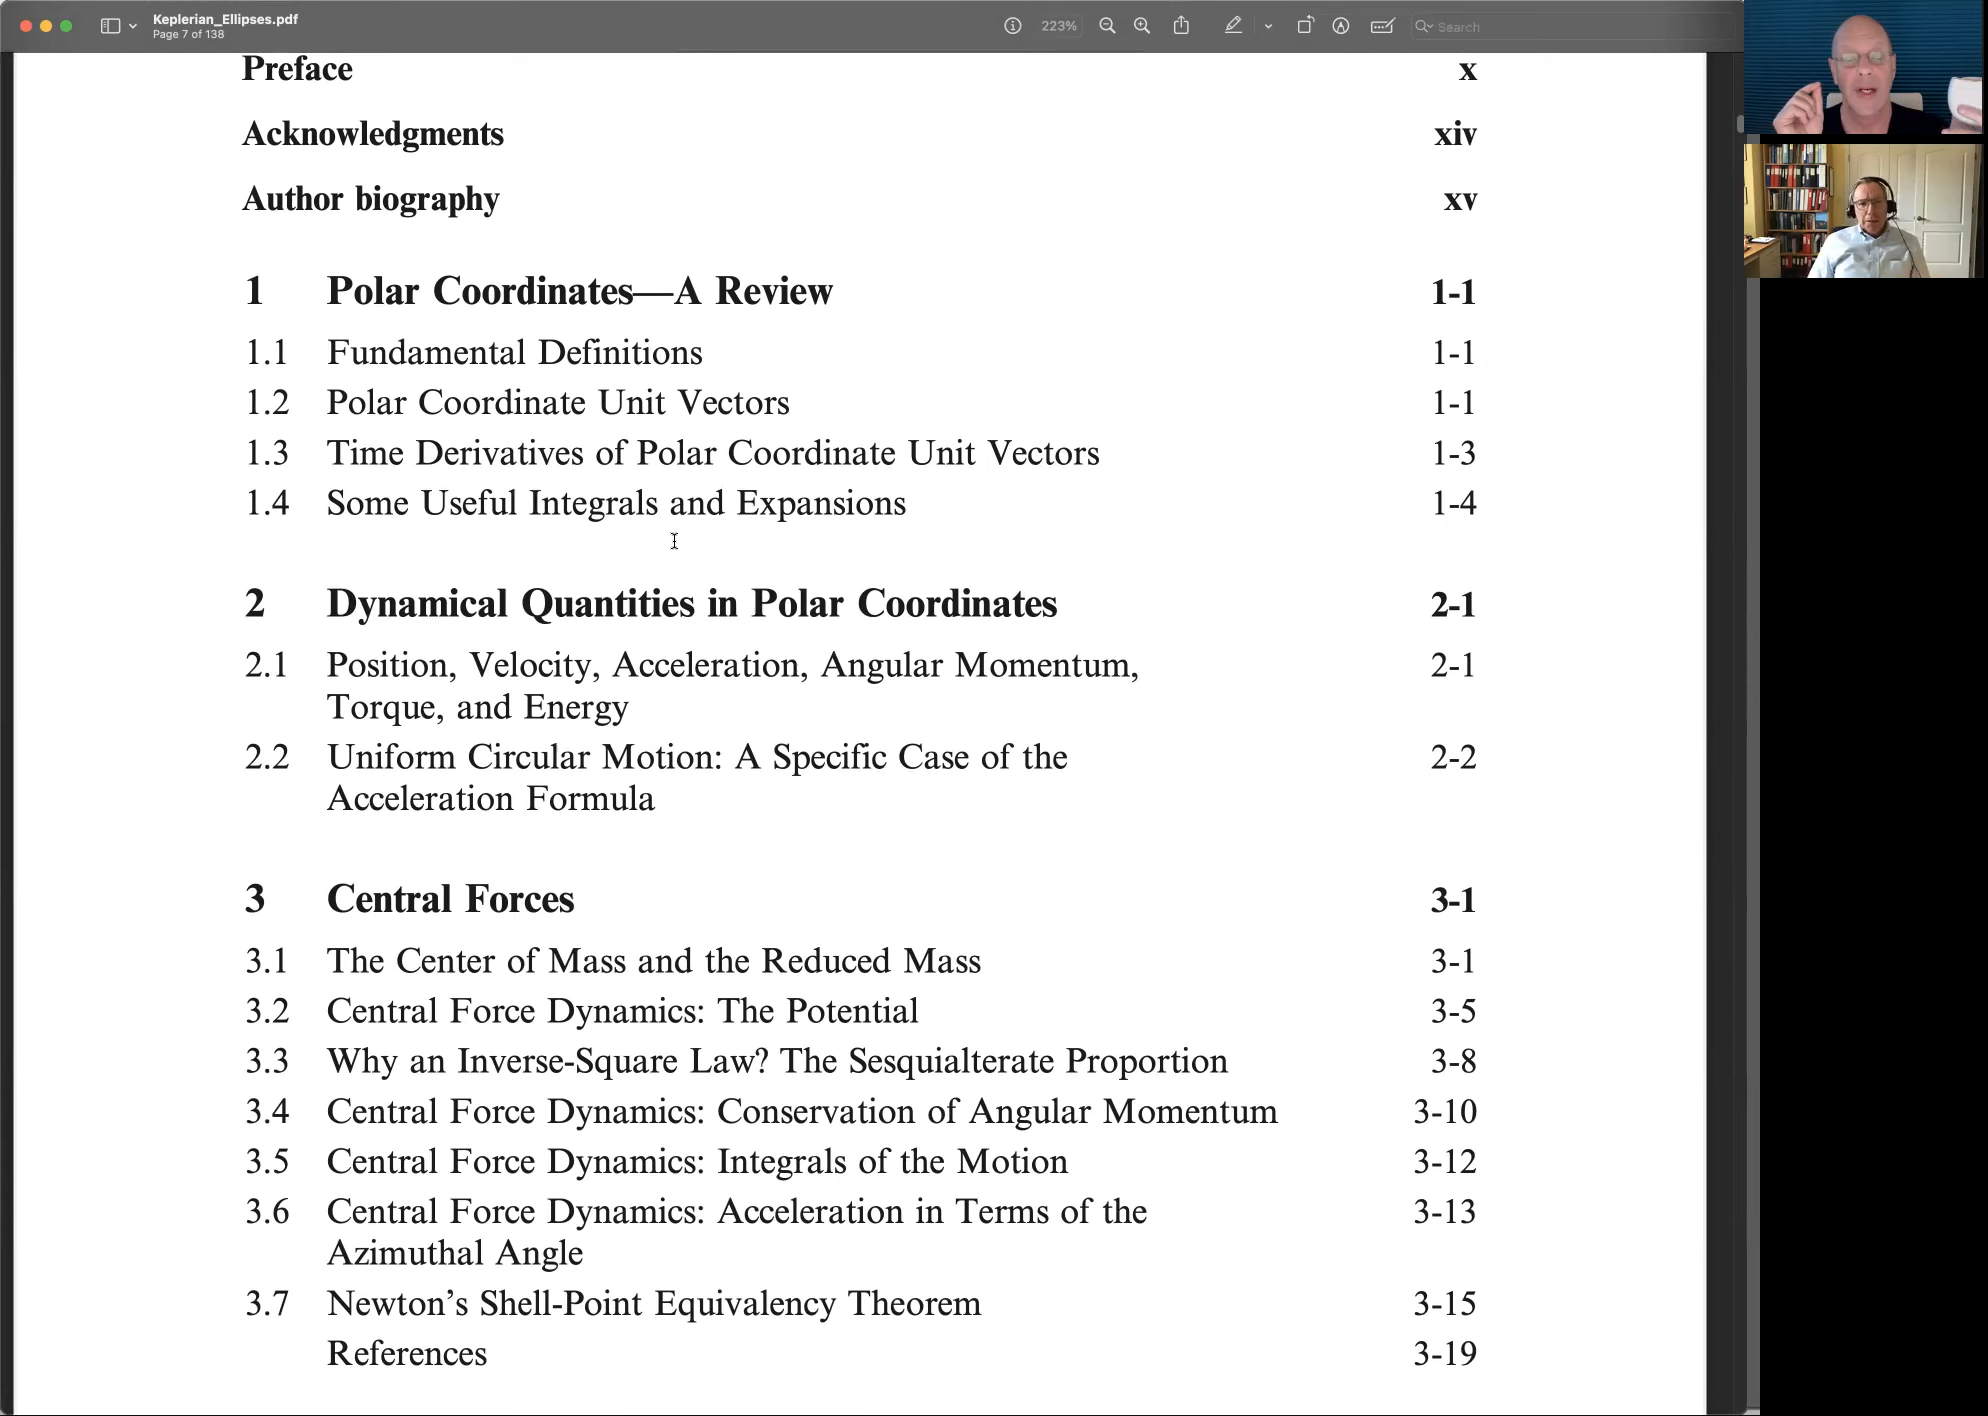 Keplerian_Ellipses.pdf
Page 7 of 138
223%
Search
Preface x
Acknowledgments xiv
Author biography xv
1 Polar Coordinates—A Review 1-1
1.1 Fundamental Definitions 1-1
1.2 Polar Coordinate Unit Vectors 1-1
1.3 Time Derivatives of Polar Coordinate Unit Vectors 1-3
1.4 Some Useful Integrals and Expansions 1-4
2 Dynamical Quantities in Polar Coordinates 2-1
2.1 Position, Velocity, Acceleration, Angular Momentum, 2-1
Torque, and Energy
2.2 Uniform Circular Motion: A Specific Case of the 2-2
Acceleration Formula
3 Central Forces 3-1
3.1 The Center of Mass and the Reduced Mass 3-1
3.2 Central Force Dynamics: The Potential 3-5
3.3 Why an Inverse-Square Law? The Sesquialterate Proportion 3-8
3.4 Central Force Dynamics: Conservation of Angular Momentum 3-10
3.5 Central Force Dynamics: Integrals of the Motion 3-12
3.6 Central Force Dynamics: Acceleration in Terms of the 3-13
Azimuthal Angle
3.7 Newton's Shell-Point Equivalency Theorem 3-15
References 3-19